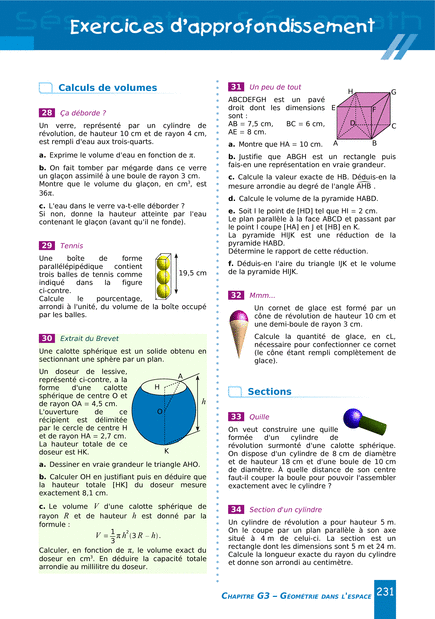 Exercices d'approfondissement
Calculs de volumes
28 Ça déborde ?
Un verre, représenté par un cylindre de
révolution, de hauteur 10 cm et de rayon 4 cm,
est rempli d'eau aux trois-quarts.
a. Exprime le volume d'eau en fonction de π.
b. On fait tomber par mégarde dans ce verre
un glaçon assimilé à une boule de rayon 3 cm.
Montre que le volume du glaçon, en cm³, est
36π.
c. L'eau dans le verre va-t-elle déborder ?
Si non, donne la hauteur atteinte par l'eau
contenant le glaçon (avant qu'il ne fonde).
29 Tennis
Une boîte de forme
parallélépipédique contient
trois balles de tennis comme
indiqué dans la figure
ci-contre.
Calcule le pourcentage,
arrondi à l'unité, du volume de la boîte occupé
par les balles.
19,5 cm
30 Extrait du Brevet
Une calotte sphérique est un solide obtenu en
sectionnant une sphère par un plan.
Un doseur de lessive,
représenté ci-contre, a la
forme d'une calotte
sphérique de centre O et
de rayon OA = 4,5 cm.
L'ouverture de ce
récipient est délimitée
par le cercle de centre H
et de rayon HA = 2,7 cm.
La hauteur totale de ce
doseur est HK.
A
H
O
h
K
a. Dessiner en vraie grandeur le triangle AHO.
b. Calculer OH en justifiant puis en déduire que
la hauteur totale [HK] du doseur mesure
exactement 8,1 cm.
c. Le volume V d'une calotte sphérique de
rayon R et de hauteur h est donné par la
formule :
V = 1/3 π h² (3 R − h).
Calculer, en fonction de π, le volume exact du
doseur en cm³. En déduire la capacité totale
arrondie au millilitre du doseur.
31 Un peu de tout
ABCDEFGH est un pavé
droit dont les dimensions
sont :
AB = 7,5 cm, BC = 6 cm,
AE = 8 cm.
H
G
E
F
D
C
A
B
a. Montre que HA = 10 cm.
b. Justifie que ABGH est un rectangle puis
fais-en une représentation en vraie grandeur.
c. Calcule la valeur exacte de HB. Déduis-en la
mesure arrondie au degré de l'angle AHB .
d. Calcule le volume de la pyramide HABD.
e. Soit I le point de [HD] tel que HI = 2 cm.
Le plan parallèle à la face ABCD et passant par
le point I coupe [HA] en J et [HB] en K.
La pyramide HIJK est une réduction de la
pyramide HABD.
Détermine le rapport de cette réduction.
f. Déduis-en l'aire du triangle IJK et le volume
de la pyramide HIJK.
32 Mmm...
Un cornet de glace est formé par un
cône de révolution de hauteur 10 cm et
une demi-boule de rayon 3 cm.
Calcule la quantité de glace, en cL,
nécessaire pour confectionner ce cornet
(le cône étant rempli complètement de
glace).
Sections
33 Quille
On veut construire une quille
formée d'un cylindre de
révolution surmonté d'une calotte sphérique.
On dispose d'un cylindre de 8 cm de diamètre
et de hauteur 18 cm et d'une boule de 10 cm
de diamètre. À quelle distance de son centre
faut-il couper la boule pour pouvoir l'assembler
exactement avec le cylindre ?
34 Section d'un cylindre
Un cylindre de révolution a pour hauteur 5 m.
On le coupe par un plan parallèle à son axe
situé à 4 m de celui-ci. La section est un
rectangle dont les dimensions sont 5 m et 24 m.
Calcule la longueur exacte du rayon du cylindre
et donne son arrondi au centimètre.
CHAPITRE G3 – GÉOMÉTRIE DANS L'ESPACE 231